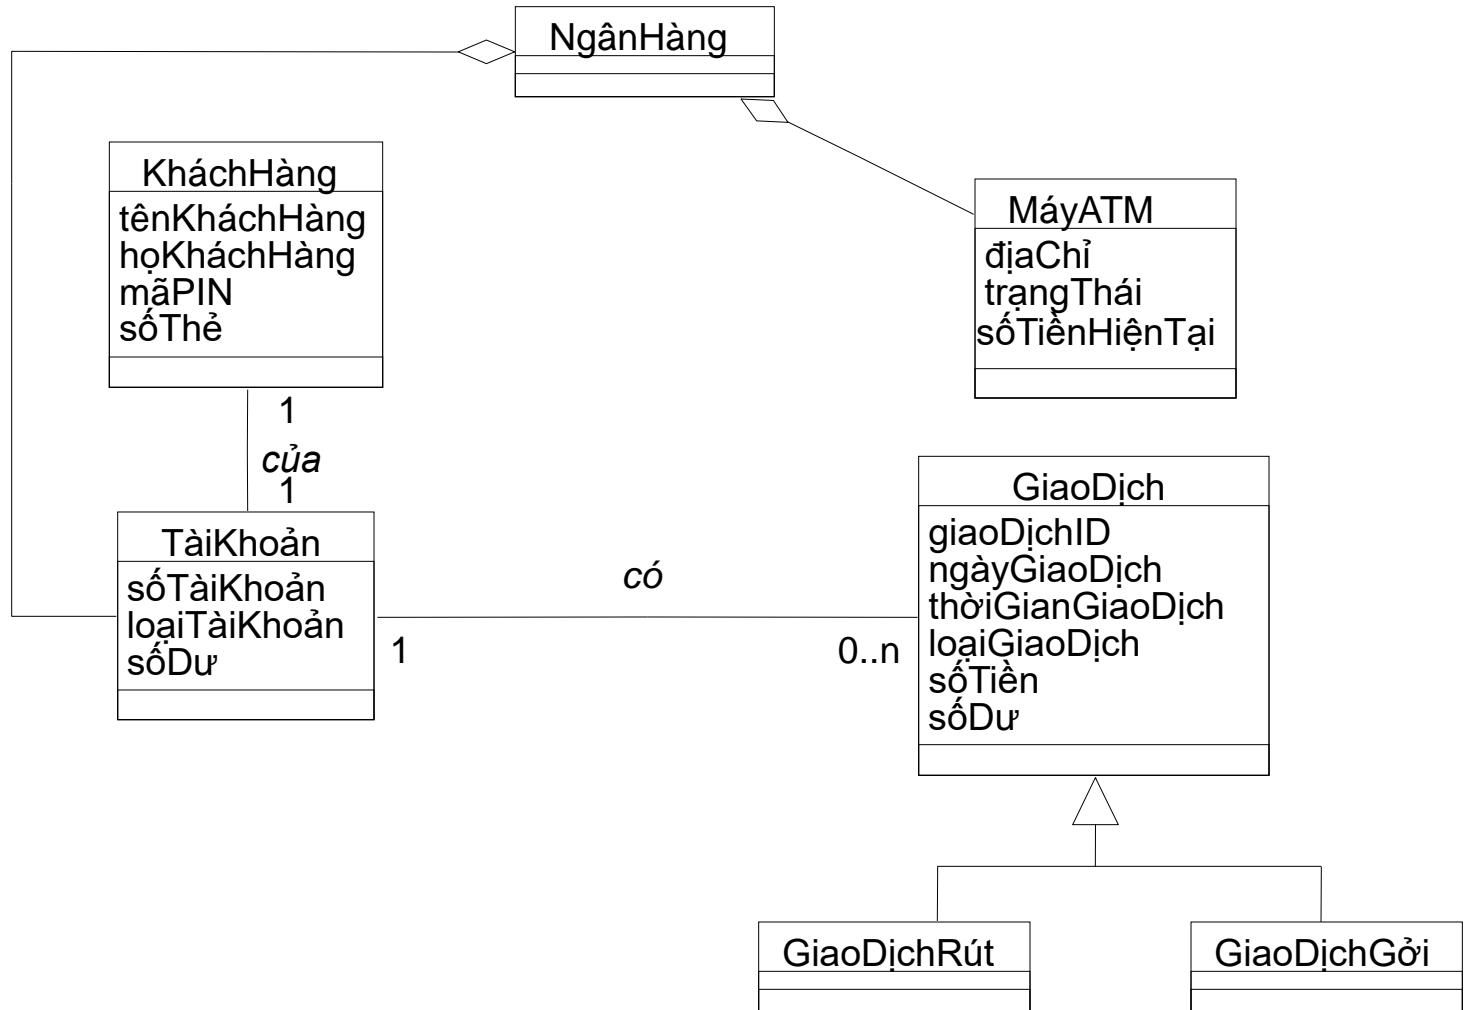 NgânHàng
KháchHàng
tênKháchHàng
họKháchHàng
mãPIN
sốThẻ
MáyATM
địaChỉ
trạngThái
sốTiềnHiệnTại
1
của
1
TàiKhoản
sốTàiKhoản
loạiTàiKhoản
sốDư
có
1
0..n
GiaoDịch
giaoDịchID
ngàyGiaoDịch
thờiGianGiaoDịch
loạiGiaoDịch
sốTiền
sốDư
GiaoDịchRút
GiaoDịchGởi